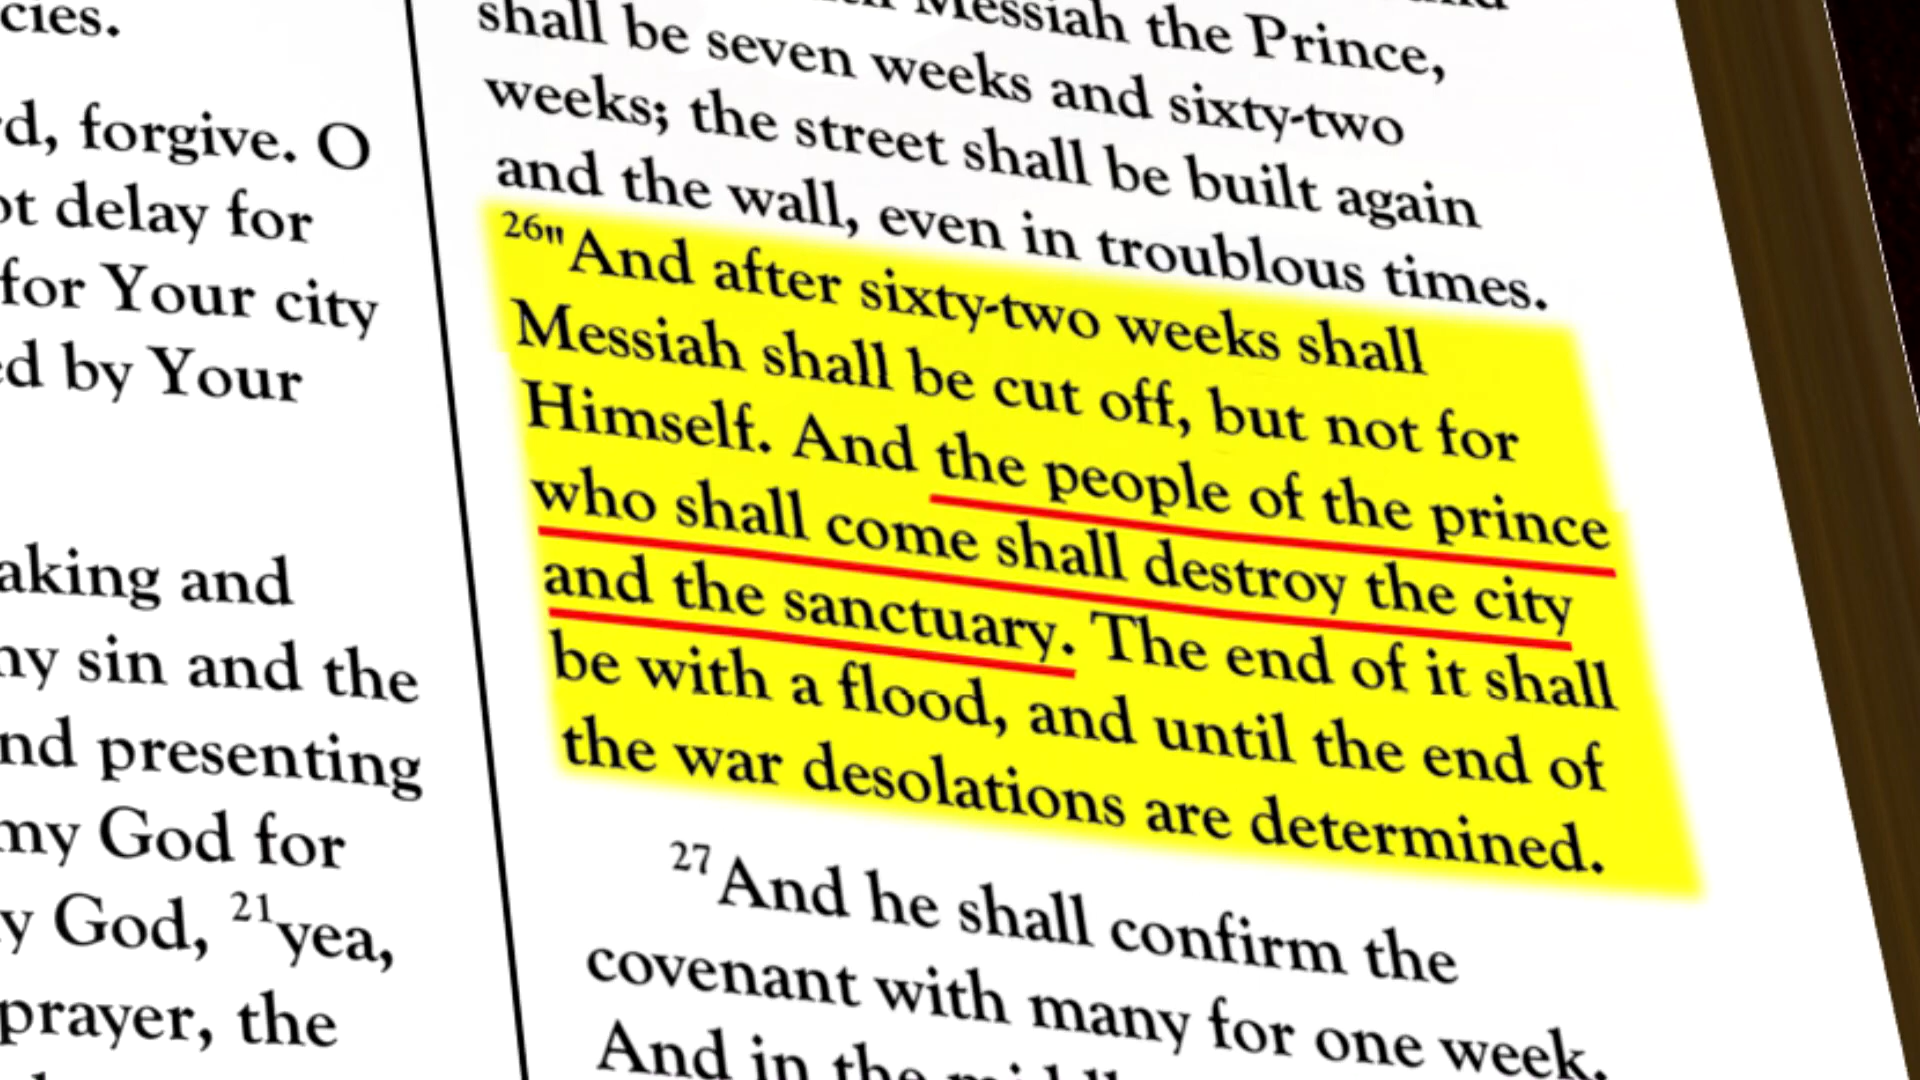 cies.
forgive. O
delay for
for Your city
by Your
aking and
sin and the
presenting
my God for
God, 21yea,
prayer, the
Messiah the Prince,
shall be seven weeks and sixty-two
weeks; the street shall be built again
and the wall, even in troublous times.
26"And after sixty-two weeks shall
Messiah shall be cut off, but not for
Himself. And the people of the prince
who shall come shall destroy the city
and the sanctuary. The end of it shall
be with a flood, and until the end of
the war desolations are determined.
27And he shall confirm the
covenant with many for one week.
And in the